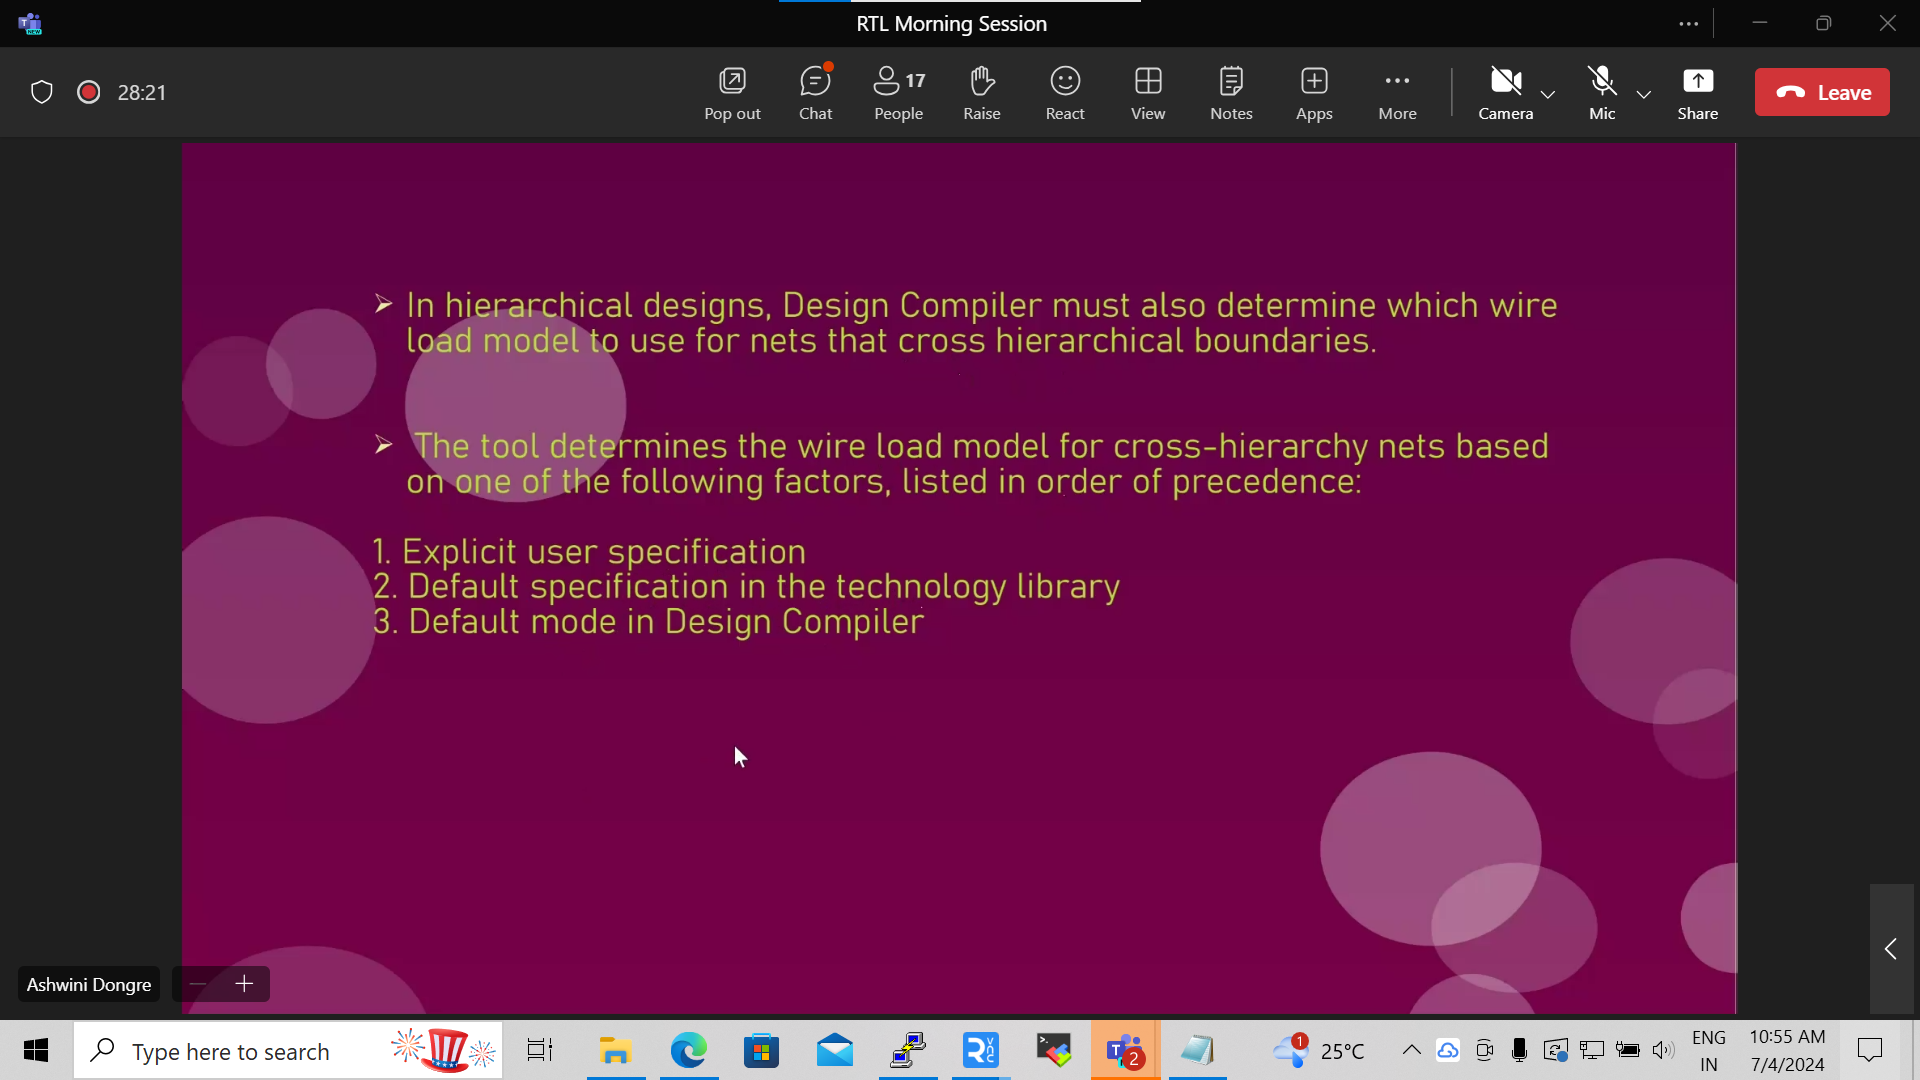 RTL Morning Session
28:21
Pop out
Chat
17
People
Raise
React
View
Notes
Apps
More
Camera
Mic
Share
Leave
➢ In hierarchical designs, Design Compiler must also determine which wire
load model to use for nets that cross hierarchical boundaries.
➢ The tool determines the wire load model for cross-hierarchy nets based
on one of the following factors, listed in order of precedence:
1. Explicit user specification
2. Default specification in the technology library
3. Default mode in Design Compiler
Ashwini Dongre
Type here to search
2
1
25°C
ENG
IN
10:55 AM
7/4/2024